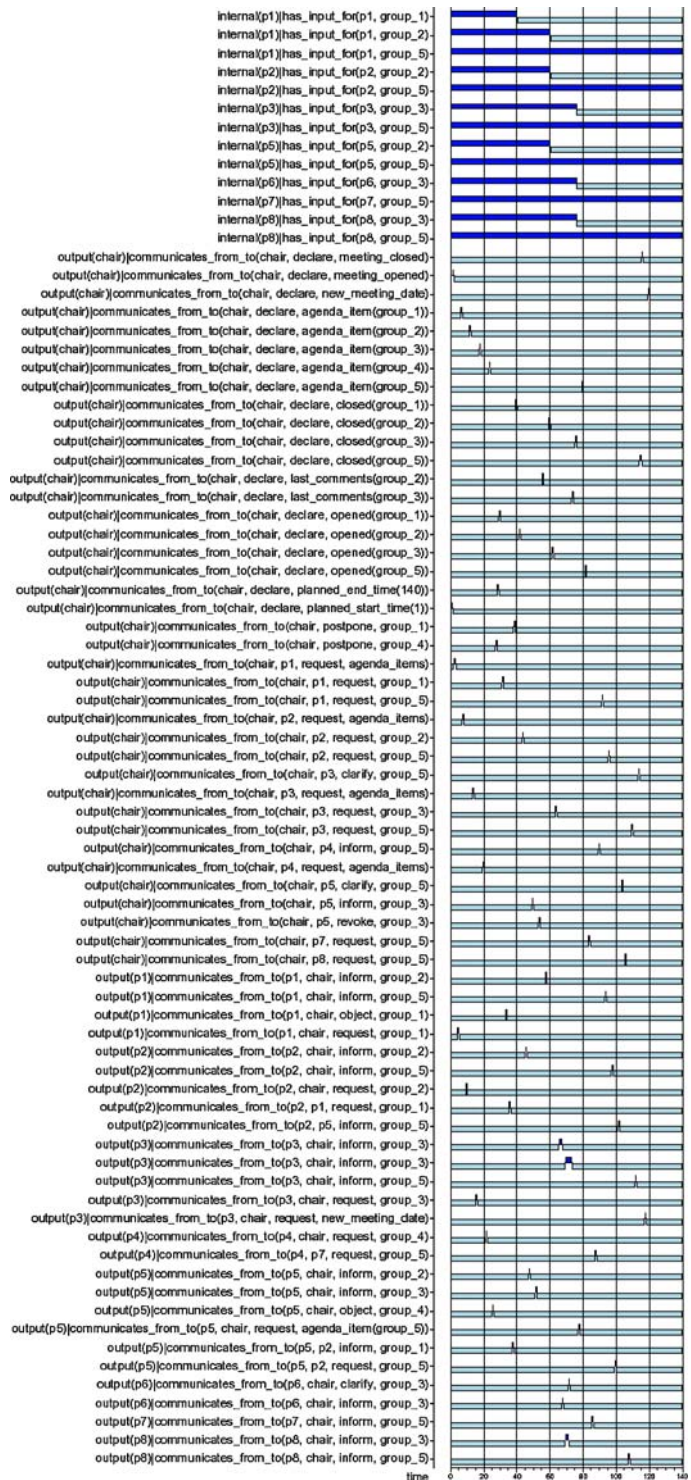 internal(p1)|has_input_for(p1, group_1)
internal(p1)|has_input_for(p1, group_2)
internal(p1)|has_input_for(p1, group_5)
internal(p2)|has_input_for(p2, group_2)
internal(p2)|has_input_for(p2, group_5)
internal(p3)|has_input_for(p3, group_3)
internal(p3)|has_input_for(p3, group_5)
internal(p5)|has_input_for(p5, group_2)
internal(p5)|has_input_for(p5, group_5)
internal(p6)|has_input_for(p6, group_3)
internal(p7)|has_input_for(p7, group_5)
internal(p8)|has_input_for(p8, group_3)
internal(p8)|has_input_for(p8, group_5)
output(chair)|communicates_from_to(chair, declare, meeting_closed)
output(chair)|communicates_from_to(chair, declare, meeting_opened)
output(chair)|communicates_from_to(chair, declare, new_meeting_date)
output(chair)|communicates_from_to(chair, declare, agenda_item(group_1))
output(chair)|communicates_from_to(chair, declare, agenda_item(group_2))
output(chair)|communicates_from_to(chair, declare, agenda_item(group_3))
output(chair)|communicates_from_to(chair, declare, agenda_item(group_4))
output(chair)|communicates_from_to(chair, declare, agenda_item(group_5))
output(chair)|communicates_from_to(chair, declare, closed(group_1))
output(chair)|communicates_from_to(chair, declare, closed(group_2))
output(chair)|communicates_from_to(chair, declare, closed(group_3))
output(chair)|communicates_from_to(chair, declare, closed(group_5))
output(chair)|communicates_from_to(chair, declare, last_comments(group_2))
output(chair)|communicates_from_to(chair, declare, last_comments(group_3))
output(chair)|communicates_from_to(chair, declare, opened(group_1))
output(chair)|communicates_from_to(chair, declare, opened(group_2))
output(chair)|communicates_from_to(chair, declare, opened(group_3))
output(chair)|communicates_from_to(chair, declare, opened(group_5))
output(chair)|communicates_from_to(chair, declare, planned_end_time(140))
output(chair)|communicates_from_to(chair, declare, planned_start_time(1))
output(chair)|communicates_from_to(chair, postpone, group_1)
output(chair)|communicates_from_to(chair, postpone, group_4)
output(chair)|communicates_from_to(chair, p1, request, agenda_items)
output(chair)|communicates_from_to(chair, p1, request, group_1)
output(chair)|communicates_from_to(chair, p1, request, group_5)
output(chair)|communicates_from_to(chair, p2, request, agenda_items)
output(chair)|communicates_from_to(chair, p2, request, group_2)
output(chair)|communicates_from_to(chair, p2, request, group_5)
output(chair)|communicates_from_to(chair, p3, clarify, group_5)
output(chair)|communicates_from_to(chair, p3, request, agenda_items)
output(chair)|communicates_from_to(chair, p3, request, group_3)
output(chair)|communicates_from_to(chair, p3, request, group_5)
output(chair)|communicates_from_to(chair, p4, inform, group_5)
output(chair)|communicates_from_to(chair, p4, request, agenda_items)
output(chair)|communicates_from_to(chair, p5, clarify, group_5)
output(chair)|communicates_from_to(chair, p5, inform, group_3)
output(chair)|communicates_from_to(chair, p5, revoke, group_3)
output(chair)|communicates_from_to(chair, p7, request, group_5)
output(chair)|communicates_from_to(chair, p8, request, group_5)
output(p1)|communicates_from_to(p1, chair, inform, group_2)
output(p1)|communicates_from_to(p1, chair, inform, group_5)
output(p1)|communicates_from_to(p1, chair, object, group_1)
output(p1)|communicates_from_to(p1, chair, request, group_1)
output(p2)|communicates_from_to(p2, chair, inform, group_2)
output(p2)|communicates_from_to(p2, chair, inform, group_5)
output(p2)|communicates_from_to(p2, chair, request, group_2)
output(p2)|communicates_from_to(p2, p1, request, group_1)
output(p2)|communicates_from_to(p2, p5, inform, group_5)
output(p3)|communicates_from_to(p3, chair, inform, group_3)
output(p3)|communicates_from_to(p3, chair, inform, group_3)
output(p3)|communicates_from_to(p3, chair, inform, group_5)
output(p3)|communicates_from_to(p3, chair, request, group_3)
output(p3)|communicates_from_to(p3, chair, request, new_meeting_date)
output(p4)|communicates_from_to(p4, chair, request, group_4)
output(p4)|communicates_from_to(p4, p7, request, group_5)
output(p5)|communicates_from_to(p5, chair, inform, group_2)
output(p5)|communicates_from_to(p5, chair, inform, group_3)
output(p5)|communicates_from_to(p5, chair, object, group_4)
output(p5)|communicates_from_to(p5, chair, request, agenda_item(group_5))
output(p5)|communicates_from_to(p5, p2, inform, group_1)
output(p5)|communicates_from_to(p5, p2, request, group_5)
output(p6)|communicates_from_to(p6, chair, clarify, group_3)
output(p6)|communicates_from_to(p6, chair, inform, group_3)
output(p7)|communicates_from_to(p7, chair, inform, group_5)
output(p8)|communicates_from_to(p8, chair, inform, group_3)
output(p8)|communicates_from_to(p8, chair, inform, group_5)
time 0 20 40 60 80 100 120 140